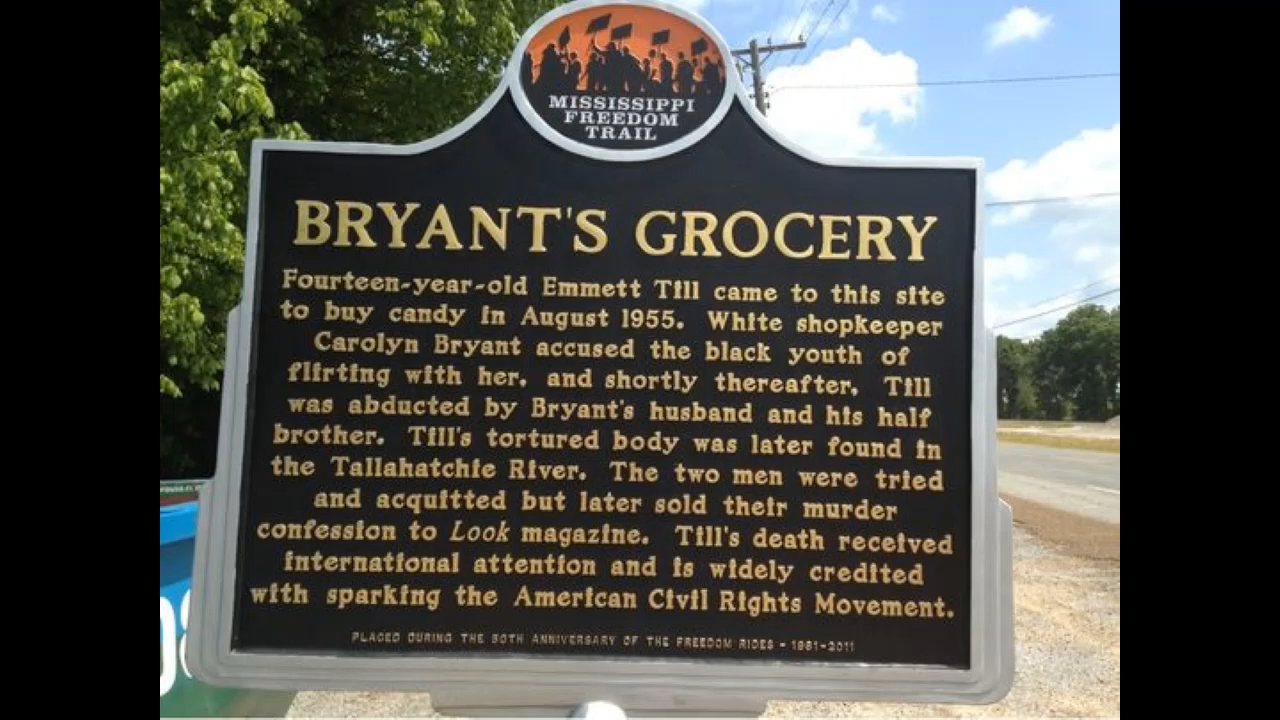 MISSISSIPPI
FREEDOM
TRAIL
BRYANT'S GROCERY
Fourteen-year-old Emmett Till came to this site
to buy candy in August 1955. White shopkeeper
Carolyn Bryant accused the black youth of
flirting with her, and shortly thereafter, Till
was abducted by Bryant's husband and his half
brother. Till's tortured body was later found in
the Tallahatchie River. The two men were tried
and acquitted but later sold their murder
confession to Look magazine. Till's death received
international attention and is widely credited
with sparking the American Civil Rights Movement.
PLACED DURING THE 50TH ANNIVERSARY OF THE FREEDOM RIDES - 1961-2011